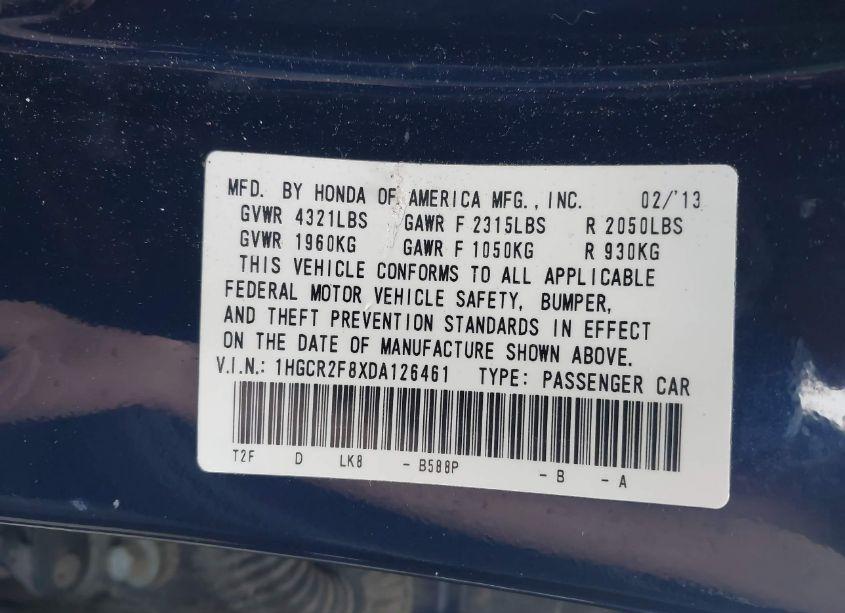 MFD. BY HONDA OF AMERICA MFG., INC. 02/'13
GVWR 4321LBS GAWR F 2315LBS R 2050LBS
GVWR 1960KG GAWR F 1050KG R 930KG
THIS VEHICLE CONFORMS TO ALL APPLICABLE
FEDERAL MOTOR VEHICLE SAFETY, BUMPER,
AND THEFT PREVENTION STANDARDS IN EFFECT
ON THE DATE OF MANUFACTURE SHOWN ABOVE.
V.I.N.: 1HGCR2F8XDA126461 TYPE: PASSENGER CAR
T2F D LK8 - B588P - B - A